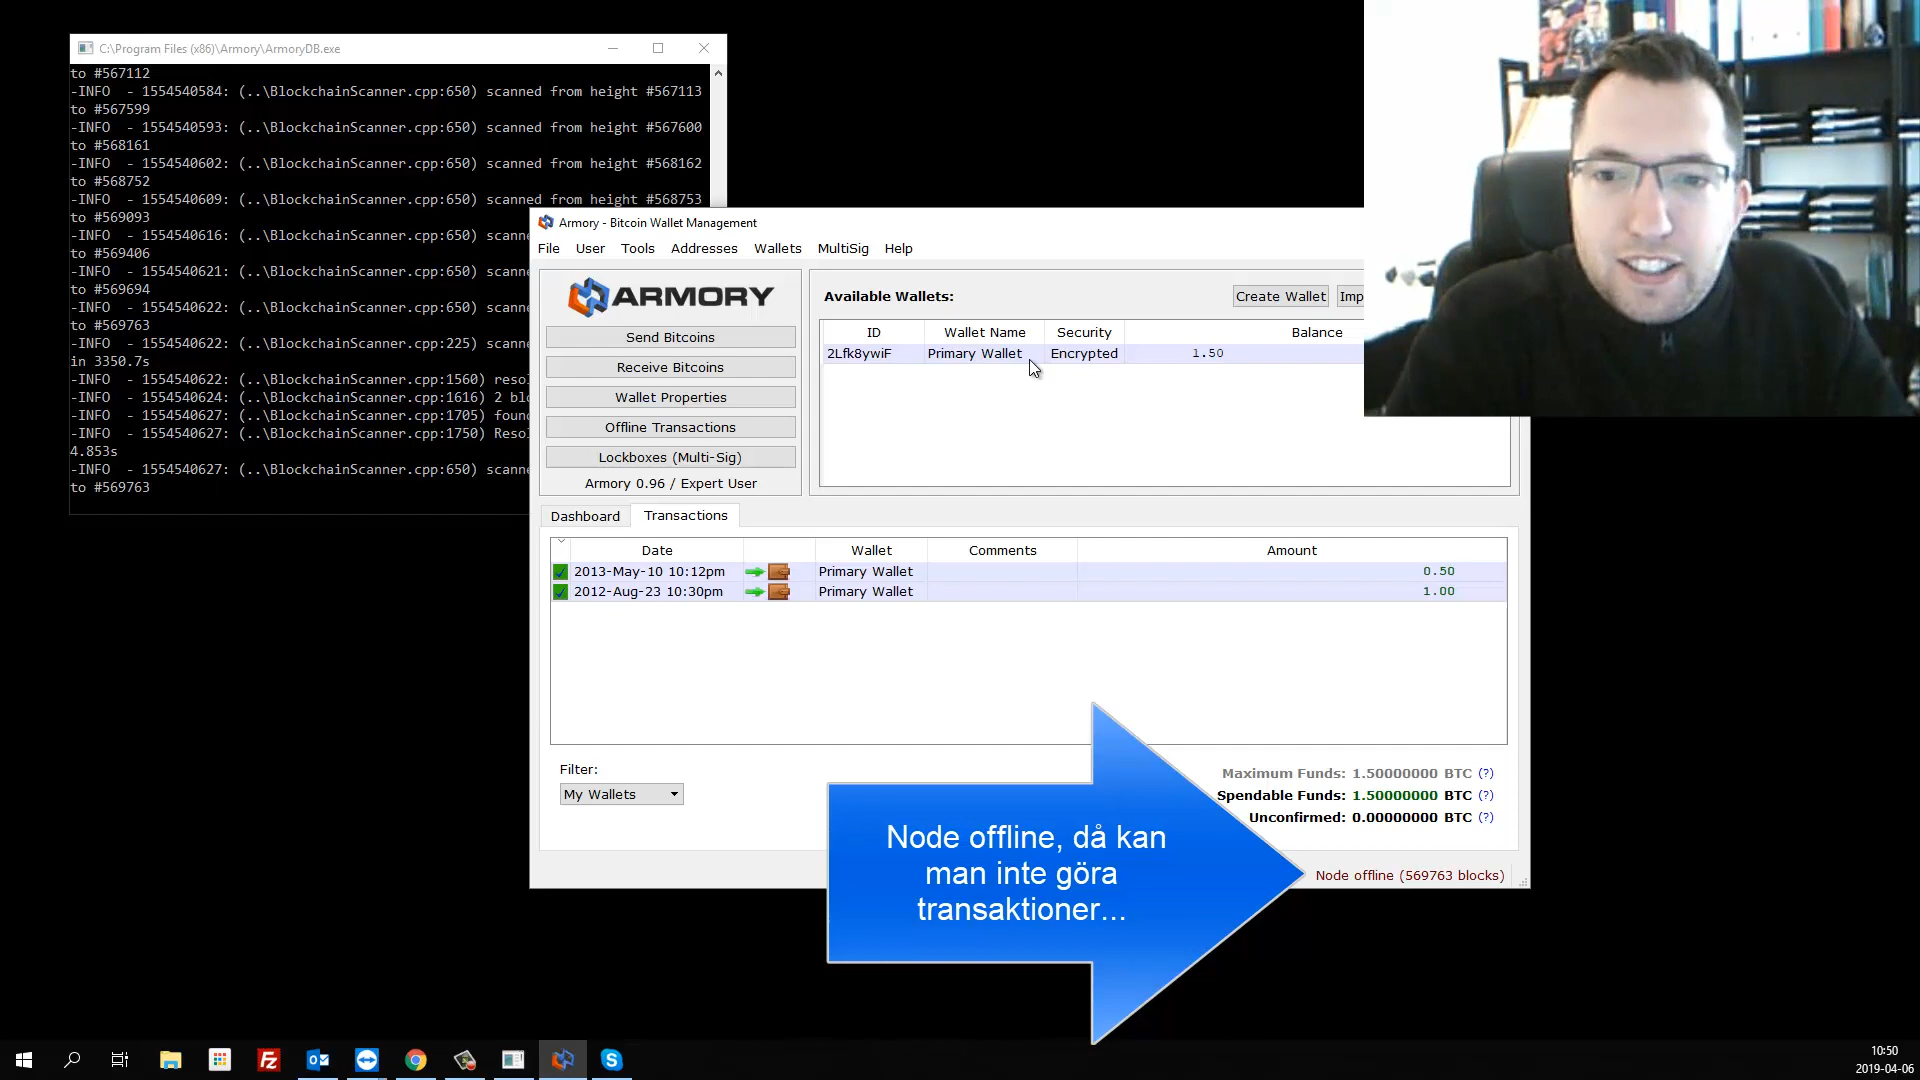 C:\Program Files (x86)\Armory\ArmoryDB.exe
to #567112
-INFO  - 1554540584: (..\BlockchainScanner.cpp:650) scanned from height #567113
to #567599
-INFO  - 1554540593: (..\BlockchainScanner.cpp:650) scanned from height #567600
to #568161
-INFO  - 1554540602: (..\BlockchainScanner.cpp:650) scanned from height #568162
to #568752
-INFO  - 1554540609: (..\BlockchainScanner.cpp:650) scanned from height #568753
to #569093
-INFO  - 1554540616: (..\BlockchainScanner.cpp:650) scanne
to #569406
-INFO  - 1554540621: (..\BlockchainScanner.cpp:650) scanne
to #569694
-INFO  - 1554540622: (..\BlockchainScanner.cpp:650) scanne
to #569763
-INFO  - 1554540622: (..\BlockchainScanner.cpp:225) scanne
in 3350.7s
-INFO  - 1554540622: (..\BlockchainScanner.cpp:1560) reso
-INFO  - 1554540624: (..\BlockchainScanner.cpp:1616) 2 blo
-INFO  - 1554540627: (..\BlockchainScanner.cpp:1705) foun
-INFO  - 1554540627: (..\BlockchainScanner.cpp:1750) Reso
4.853s
-INFO  - 1554540627: (..\BlockchainScanner.cpp:650) scanne
to #569763
Armory - Bitcoin Wallet Management
File User Tools Addresses Wallets MultiSig Help
ARMORY
Send Bitcoins
Receive Bitcoins
Wallet Properties
Offline Transactions
Lockboxes (Multi-Sig)
Armory 0.96 / Expert User
Available Wallets: Create Wallet Imp
ID Wallet Name Security Balance
2Lfk8ywiF Primary Wallet Encrypted 1.50
Dashboard Transactions
Date Wallet Comments Amount
2013-May-10 10:12pm Primary Wallet 0.50
2012-Aug-23 10:30pm Primary Wallet 1.00
Filter:
My Wallets
Maximum Funds: 1.50000000 BTC (?)
Spendable Funds: 1.50000000 BTC (?)
Unconfirmed: 0.00000000 BTC (?)
Node offline (569763 blocks)
Node offline, då kan
man inte göra
transaktioner...
10:50
2019-04-06